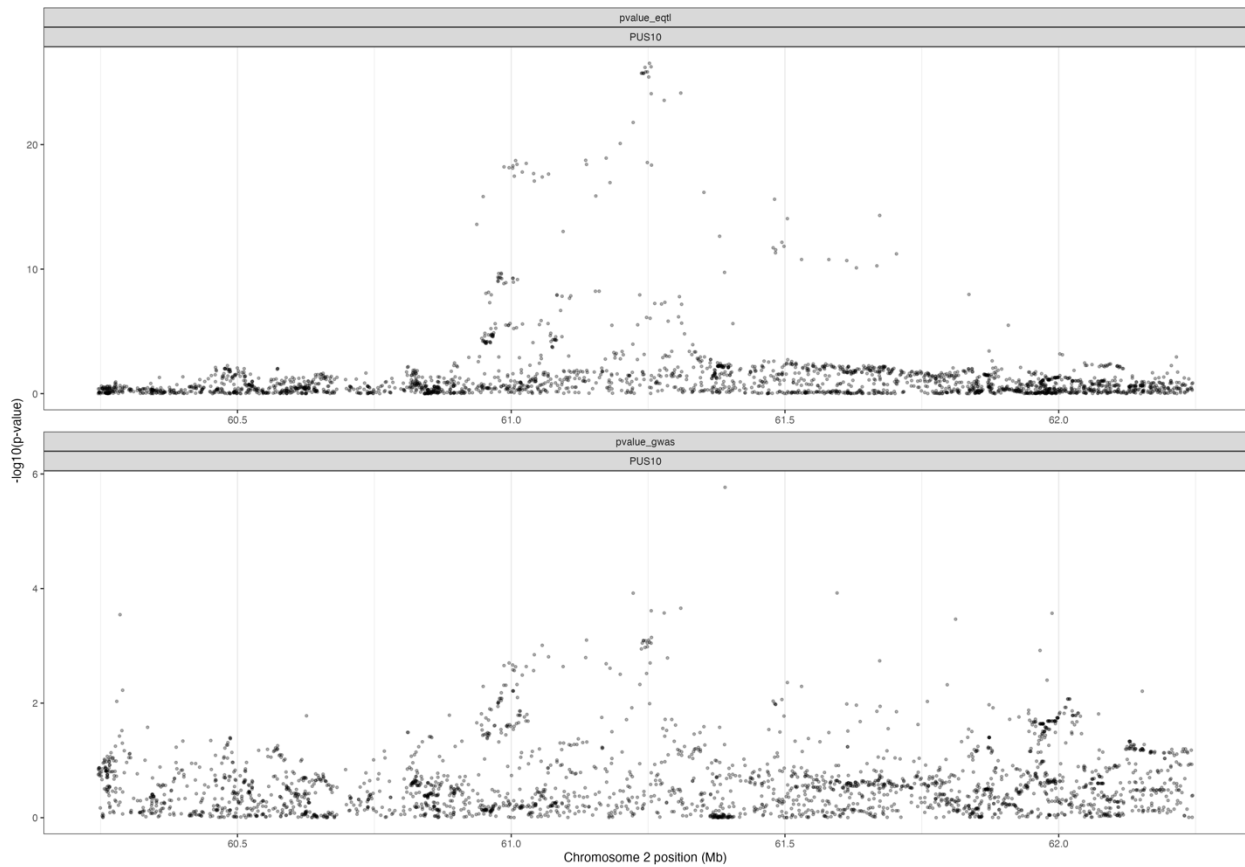 pvalue_eqtl
PUS10
20
10
0
60.5 61.0 61.5 62.0
-log10(p-value)
pvalue_gwas
PUS10
6
4
2
0
60.5 61.0 61.5 62.0
Chromosome 2 position (Mb)